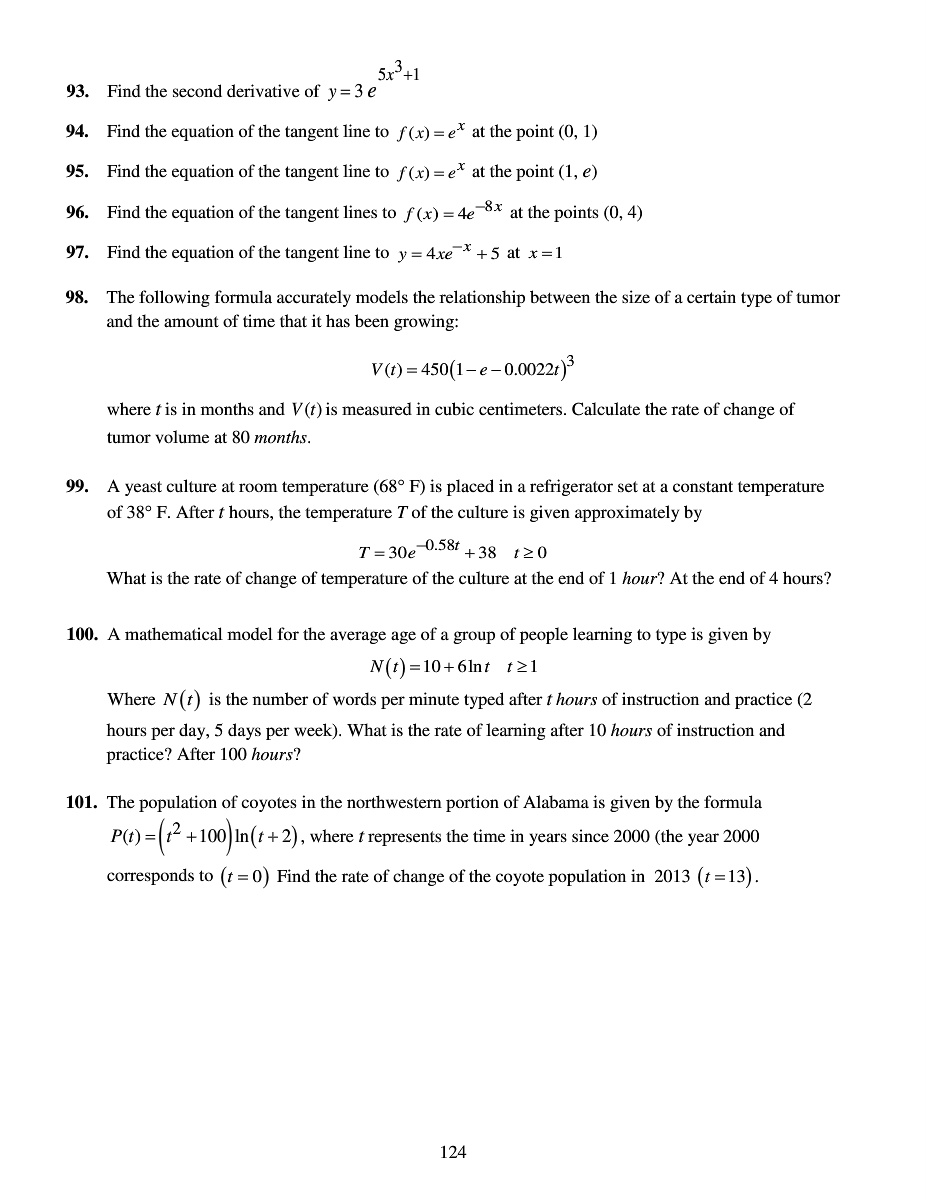 93. Find the second derivative of y = 3 e^(5x^3+1)
94. Find the equation of the tangent line to f(x) = e^x at the point (0, 1)
95. Find the equation of the tangent line to f(x) = e^x at the point (1, e)
96. Find the equation of the tangent lines to f(x) = 4e^(−8x) at the points (0, 4)
97. Find the equation of the tangent line to y = 4xe^(−x) + 5 at x = 1
98. The following formula accurately models the relationship between the size of a certain type of tumor
and the amount of time that it has been growing:
V(t) = 450(1 − e − 0.0022t)^3
where t is in months and V(t) is measured in cubic centimeters. Calculate the rate of change of
tumor volume at 80 months.
99. A yeast culture at room temperature (68° F) is placed in a refrigerator set at a constant temperature
of 38° F. After t hours, the temperature T of the culture is given approximately by
T = 30e^(−0.58t) + 38 t ≥ 0
What is the rate of change of temperature of the culture at the end of 1 hour? At the end of 4 hours?
100. A mathematical model for the average age of a group of people learning to type is given by
N(t) = 10 + 6 ln t t ≥ 1
Where N(t) is the number of words per minute typed after t hours of instruction and practice (2
hours per day, 5 days per week). What is the rate of learning after 10 hours of instruction and
practice? After 100 hours?
101. The population of coyotes in the northwestern portion of Alabama is given by the formula
P(t) = (t^2 + 100) ln(t + 2), where t represents the time in years since 2000 (the year 2000
corresponds to (t = 0) Find the rate of change of the coyote population in 2013 (t = 13).
124